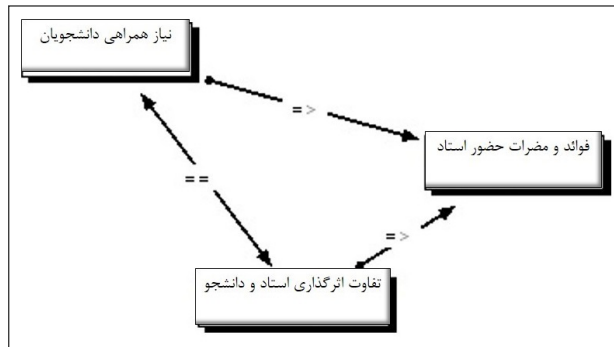 نیاز همراهی دانشجویان
=>
فوائد و مضرات حضور استاد
==
=>
تفاوت اثرگذاری استاد و دانشجو